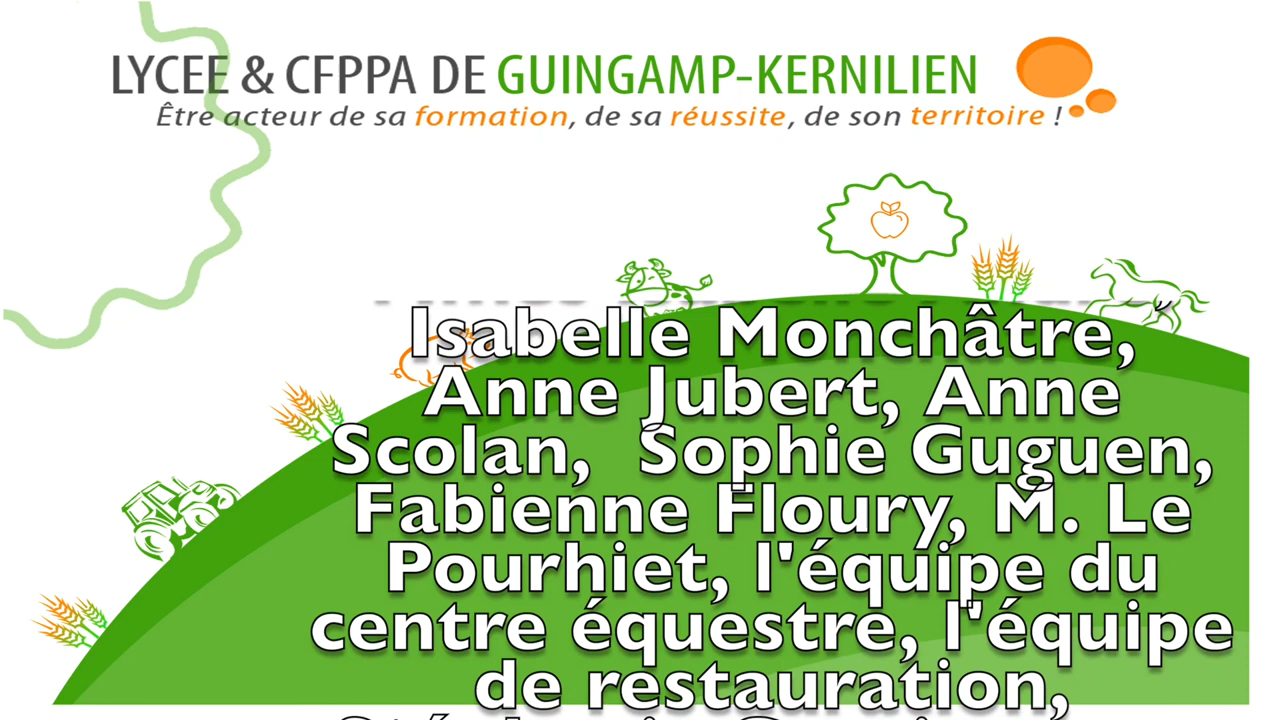 LYCEE & CFPPA DE GUINGAMP-KERNILIEN
Être acteur de sa formation, de sa réussite, de son territoire !
Isabelle Monchâtre,
Anne Jubert, Anne
Scolan, Sophie Guguen,
Fabienne Floury, M. Le
Pourhiet, l'équipe du
centre équestre, l'équipe
de restauration,